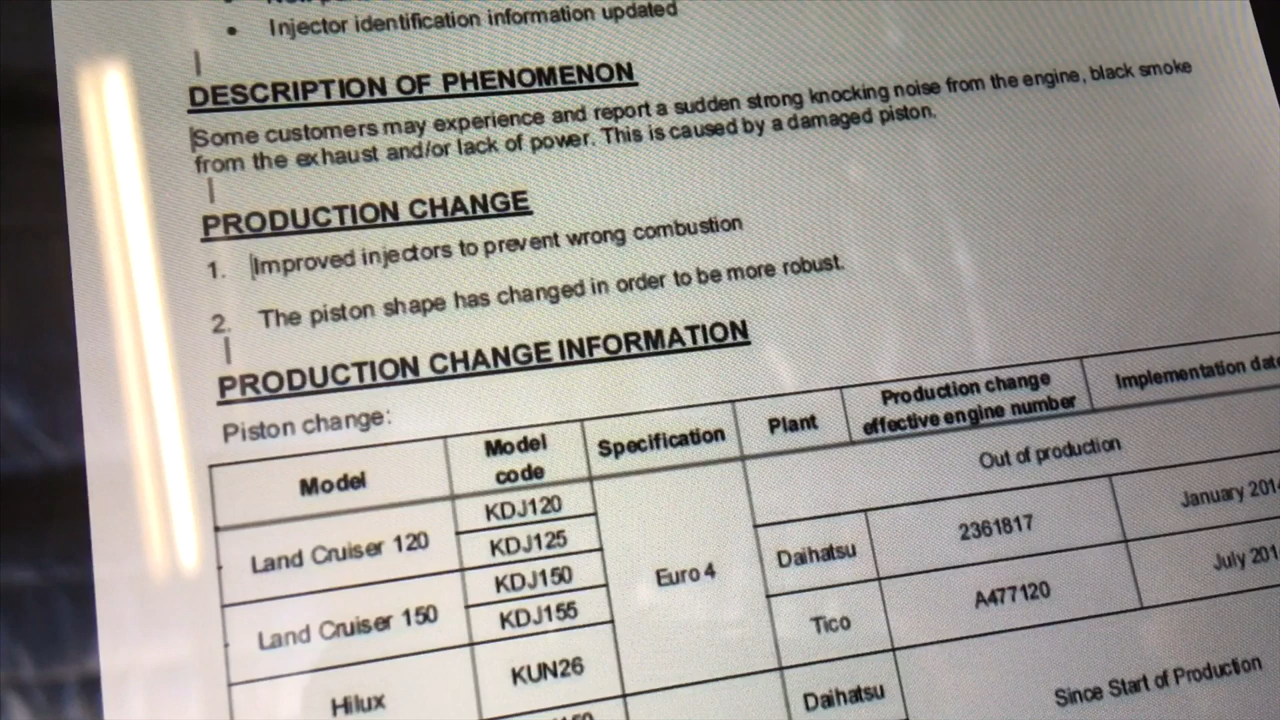 • Injector identification information updated
DESCRIPTION OF PHENOMENON
Some customers may experience and report a sudden strong knocking noise from the engine, black smoke
from the exhaust and/or lack of power. This is caused by a damaged piston.
PRODUCTION CHANGE
1. Improved injectors to prevent wrong combustion
2. The piston shape has changed in order to be more robust.
PRODUCTION CHANGE INFORMATION
Piston change:
Model
Model
code
Specification
Plant
Production change
effective engine number
Implementation date
Land Cruiser 120
KDJ120
KDJ125
Euro 4
Out of production
Land Cruiser 150
KDJ150
KDJ155
Daihatsu
2361817
January 2014
Hilux
KUN26
Tico
A477120
July
Daihatsu
Since Start of Production